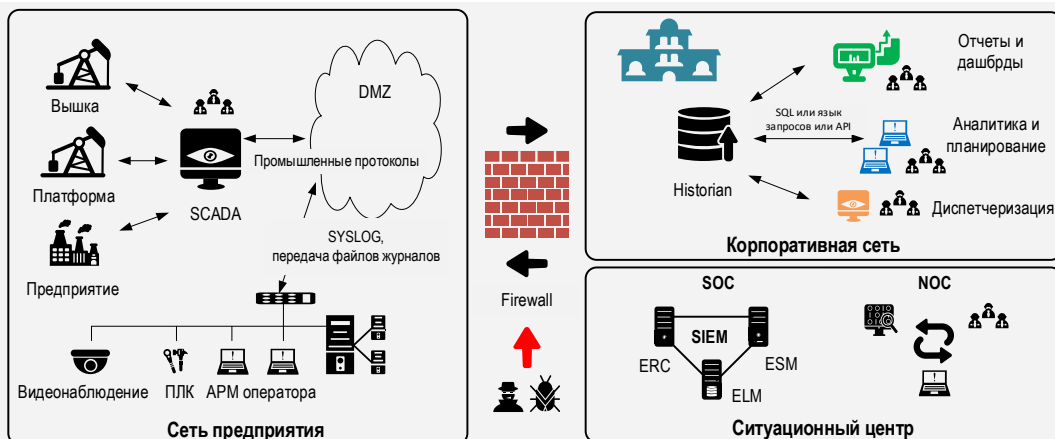 Вышка
Платформа
Предприятие
SCADA
DMZ
Промышленные протоколы
SYSLOG,
передача файлов журналов
Видеонаблюдение
ПЛК
АРМ оператора
Сеть предприятия
Firewall
Historian
SQL или язык
запросов или API
Отчеты и
дашбрды
Аналитика и
планирование
Диспетчеризация
Корпоративная сеть
SOC
NOC
SIEM
ERC
ESM
ELM
Ситуационный центр